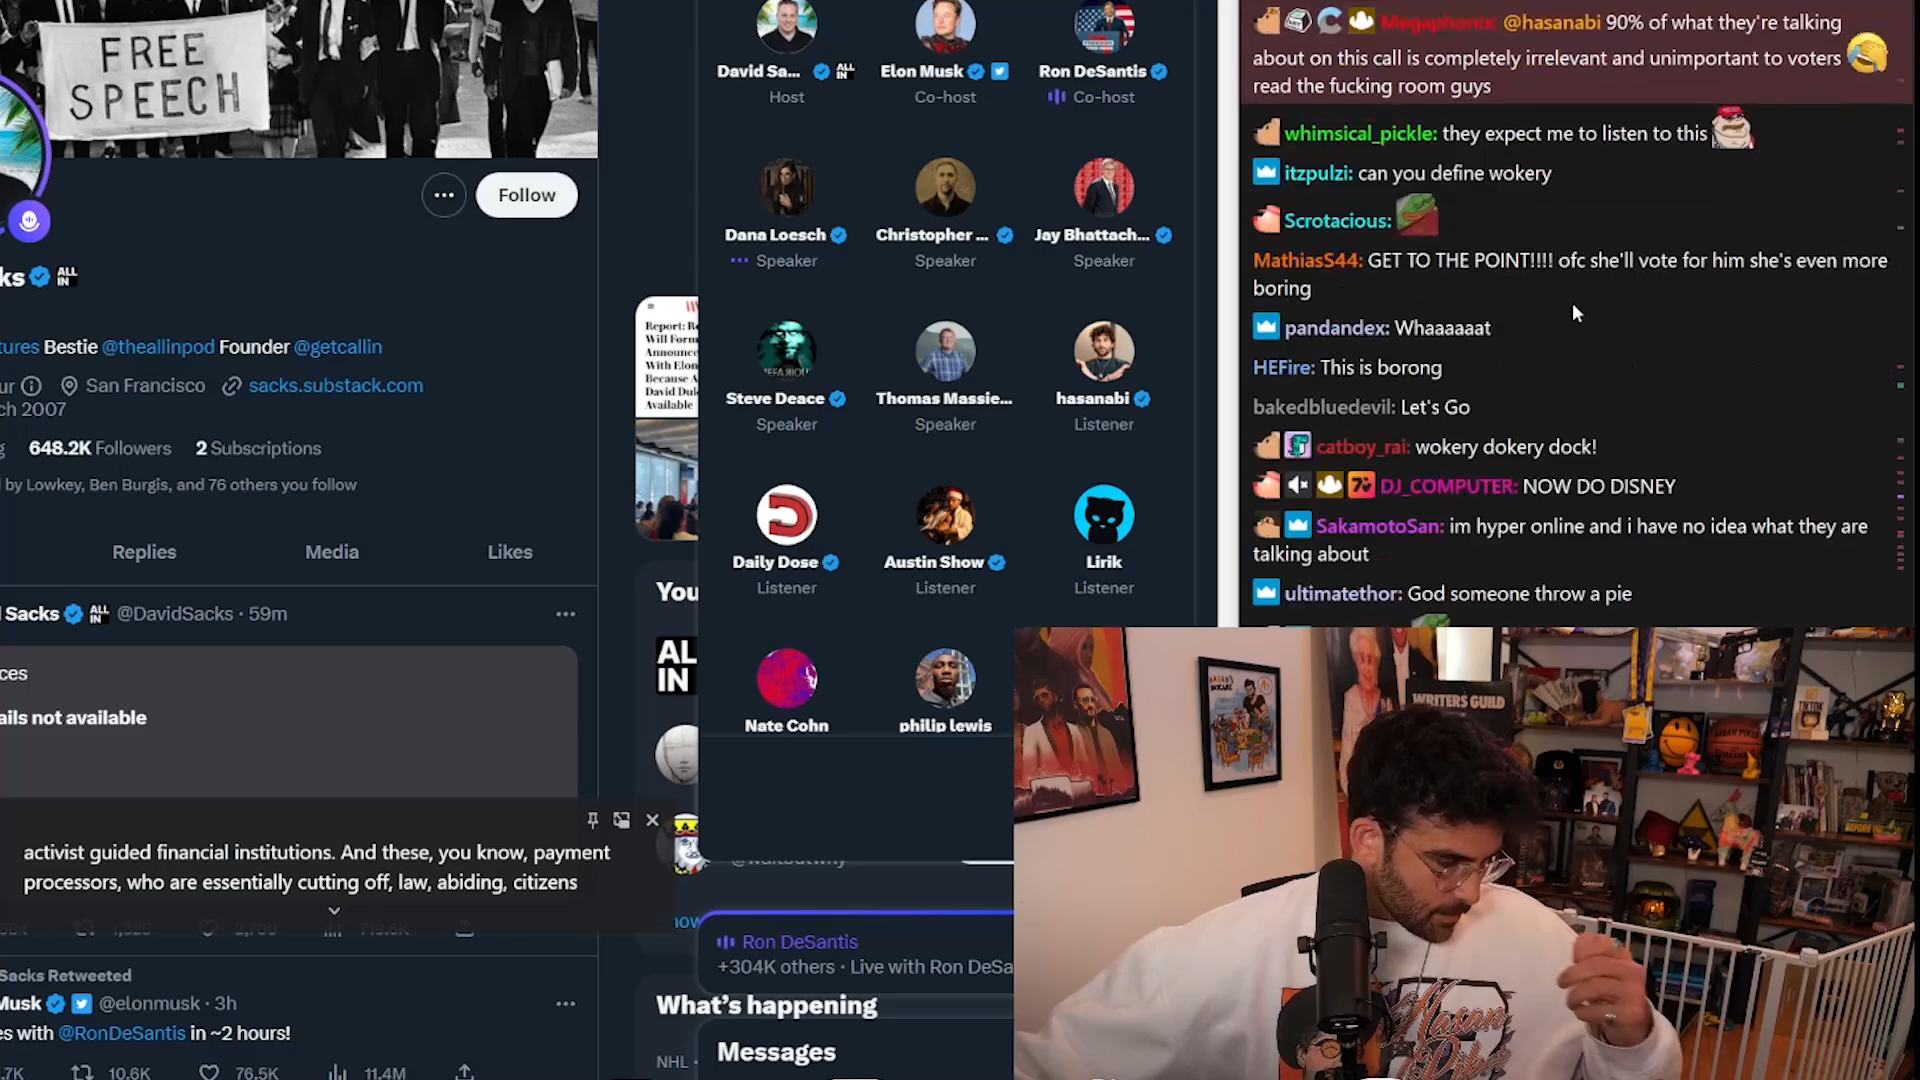 FREE
SPEECH
Follow
ks ALL IN
tures Bestie @theallinpod Founder @getcallin
ur San Francisco sacks.substack.com
ch 2007
648.2K Followers 2 Subscriptions
by Lowkey, Ben Burgis, and 76 others you follow
Replies Media Likes
Sacks ALL IN @DavidSacks · 59m
ces
ails not available
activist guided financial institutions. And these, you know, payment
processors, who are essentially cutting off, law, abiding, citizens
Sacks Retweeted
Musk @elonmusk · 3h
es with @RonDeSantis in ~2 hours!
.7K 10.6K 76.5K 11.4M
Report: R
Will Form
Announce
With Elon
Because A
David Duk
Available
You
AL
IN
@waitbutwhy
What's happening
NHL ·
David Sa... ALL IN Elon Musk Ron DeSantis
Host Co-host Co-host
Dana Loesch Christopher ... Jay Bhattach...
Speaker Speaker Speaker
Steve Deace Thomas Massie... hasanabi
Speaker Speaker Listener
Daily Dose Austin Show Lirik
Listener Listener Listener
Nate Cohn philip lewis
Ron DeSantis
+304K others · Live with Ron DeSa
Messages
Megaphonix: @hasanabi 90% of what they're talking
about on this call is completely irrelevant and unimportant to voters
read the fucking room guys
whimsical_pickle: they expect me to listen to this
itzpulzi: can you define wokery
Scrotacious:
MathiasS44: GET TO THE POINT!!!! ofc she'll vote for him she's even more
boring
pandandex: Whaaaaaat
HEFire: This is borong
bakedbluedevil: Let's Go
catboy_rai: wokery dokery dock!
DJ_COMPUTER: NOW DO DISNEY
SakamotoSan: im hyper online and i have no idea what they are
talking about
ultimatethor: God someone throw a pie
WRITERS GUILD